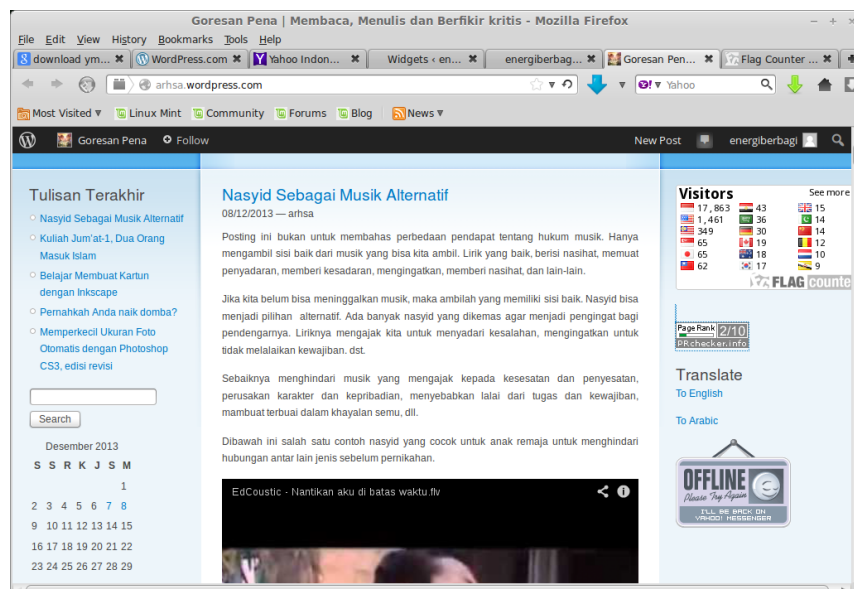 Goresan Pena | Membaca, Menulis dan Berfikir kritis - Mozilla Firefox
File Edit View History Bookmarks Tools Help
download ym...
WordPress.com
Yahoo Indon...
Widgets ‹ en...
energiberbag...
Goresan Pen...
Flag Counter ...
arhsa.wordpress.com
Yahoo
Most Visited
Linux Mint
Community
Forums
Blog
News
Goresan Pena
Follow
New Post
energiberbagi
Tulisan Terakhir
Nasyid Sebagai Musik Alternatif
Kuliah Jum'at-1, Dua Orang
Masuk Islam
Belajar Membuat Kartun
dengan Inkscape
Pernahkah Anda naik domba?
Memperkecil Ukuran Foto
Otomatis dengan Photoshop
CS3, edisi revisi
Search
Desember 2013
S S R K J S M
1
2 3 4 5 6 7 8
9 10 11 12 13 14 15
16 17 18 19 20 21 22
23 24 25 26 27 28 29
Nasyid Sebagai Musik Alternatif
08/12/2013 — arhsa
Posting ini bukan untuk membahas perbedaan pendapat tentang hukum musik. Hanya
mengambil sisi baik dari musik yang bisa kita ambil. Lirik yang baik, berisi nasihat, memuat
penyadaran, memberi kesadaran, mengingatkan, memberi nasihat, dan lain-lain.
Jika kita belum bisa meninggalkan musik, maka ambilah yang memiliki sisi baik. Nasyid bisa
menjadi pilihan alternatif. Ada banyak nasyid yang dikemas agar menjadi pengingat bagi
pendengarnya. Liriknya mengajak kita untuk menyadari kesalahan, mengingatkan untuk
tidak melalaikan kewajiban. dst.
Sebaiknya menghindari musik yang mengajak kepada kesesatan dan penyesatan,
perusakan karakter dan kepribadian, menyebabkan lalai dari tugas dan kewajiban,
mambuat terbuai dalam khayalan semu, dll.
Dibawah ini salah satu contoh nasyid yang cocok untuk anak remaja untuk menghindari
hubungan antar lain jenis sebelum pernikahan.
EdCoustic - Nantikan aku di batas waktu.flv
Visitors See more
17,863 43 15
1,461 36 14
349 30 14
65 19 12
65 18 10
62 17 9
FLAG counte
PageRank 2/10
PRchecker.info
Translate
To English
To Arabic
OFFLINE
Please Try Again
I'LL BE BACK ON
YAHOO! MESSENGER